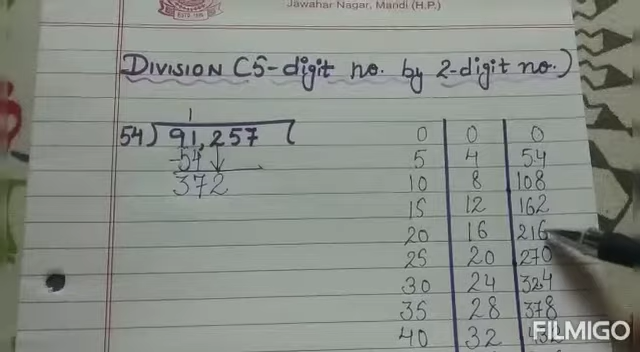 Jawahar Nagar, Mandi (H.P.)
DIVISION (5-digit no. by 2-digit no.)
1
54) 91,257 (
-54
372
0 0 0
5 4 54
10 8 108
15 12 162
20 16 216
25 20 270
30 24 324
35 28 378
40 32 432
FILMIGO